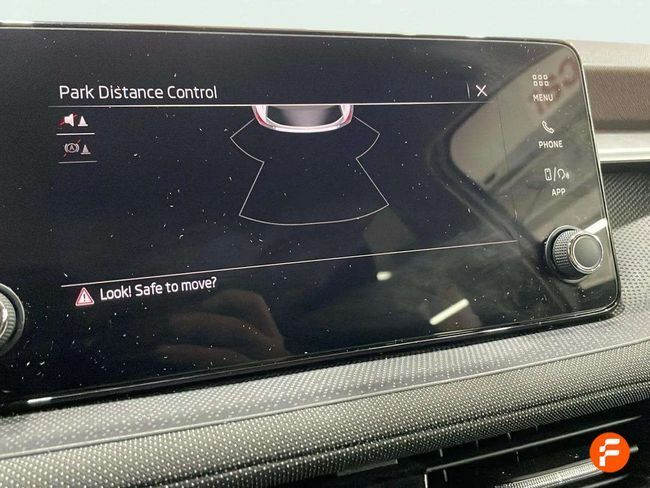 Park Distance Control
MENU
PHONE
APP
Look! Safe to move?